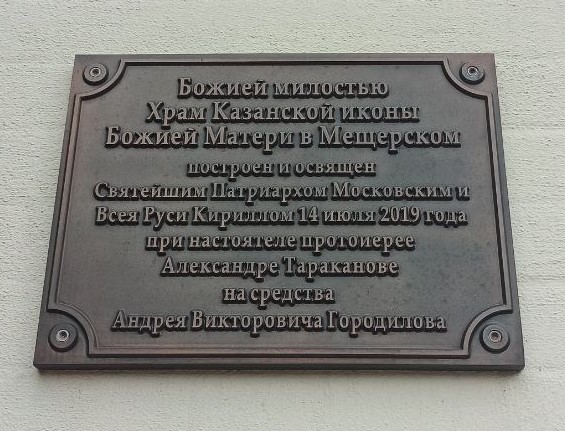 Божией милостью
Храм Казанской иконы
Божией Матери в Мещерском
построен и освящен
Святейшим Патриархом Московским и
Всея Руси Кириллом 14 июля 2019 года
при настоятеле протоиерее
Александре Тараканове
на средства
Андрея Викторовича Городилова